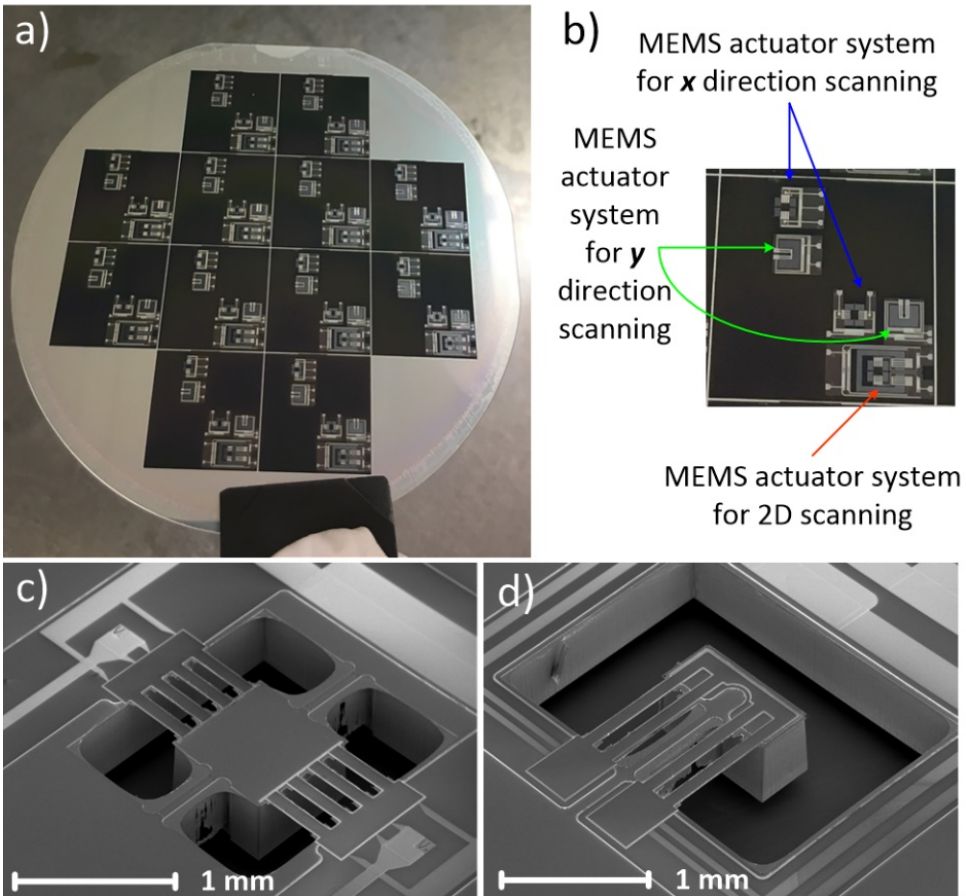 a)
b)
MEMS actuator system
for x direction scanning
MEMS
actuator
system
for y
direction
scanning
MEMS actuator system
for 2D scanning
c)
1 mm
d)
1 mm